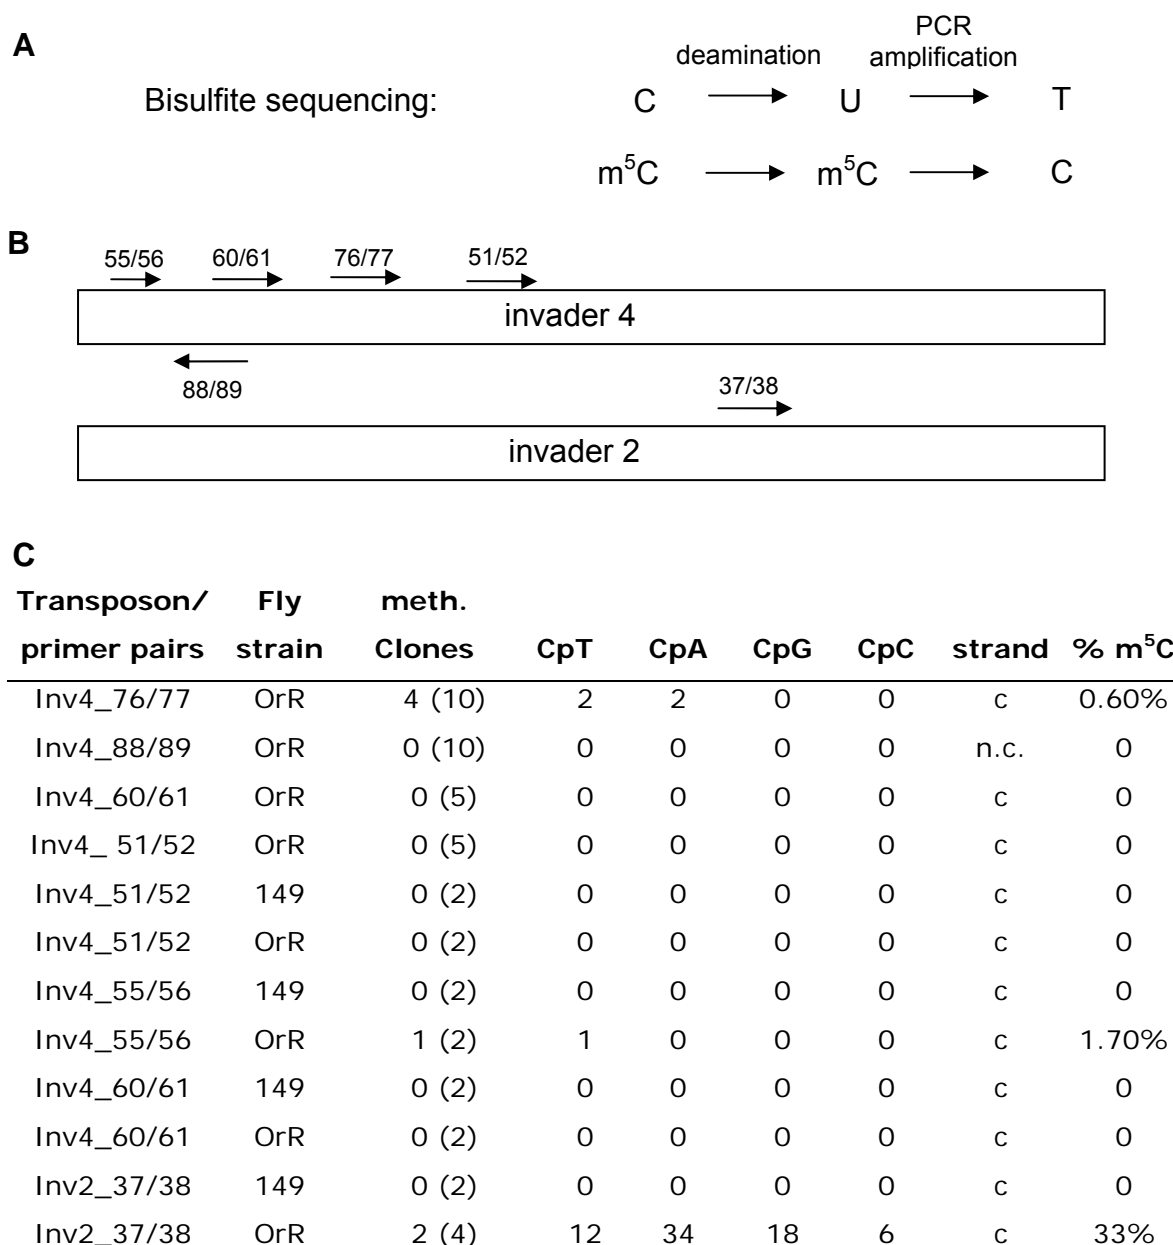 A
PCR
deamination amplification
Bisulfite sequencing: C U T
m⁵C m⁵C C
B
55/56 60/61 76/77 51/52
invader 4
88/89
37/38
invader 2
C
Transposon/ Fly meth.
primer pairs strain Clones CpT CpA CpG CpC strand % m⁵C
Inv4_76/77 OrR 4 (10) 2 2 0 0 c 0.60%
Inv4_88/89 OrR 0 (10) 0 0 0 0 n.c. 0
Inv4_60/61 OrR 0 (5) 0 0 0 0 c 0
Inv4_ 51/52 OrR 0 (5) 0 0 0 0 c 0
Inv4_51/52 149 0 (2) 0 0 0 0 c 0
Inv4_51/52 OrR 0 (2) 0 0 0 0 c 0
Inv4_55/56 149 0 (2) 0 0 0 0 c 0
Inv4_55/56 OrR 1 (2) 1 0 0 0 c 1.70%
Inv4_60/61 149 0 (2) 0 0 0 0 c 0
Inv4_60/61 OrR 0 (2) 0 0 0 0 c 0
Inv2_37/38 149 0 (2) 0 0 0 0 c 0
Inv2_37/38 OrR 2 (4) 12 34 18 6 c 33%